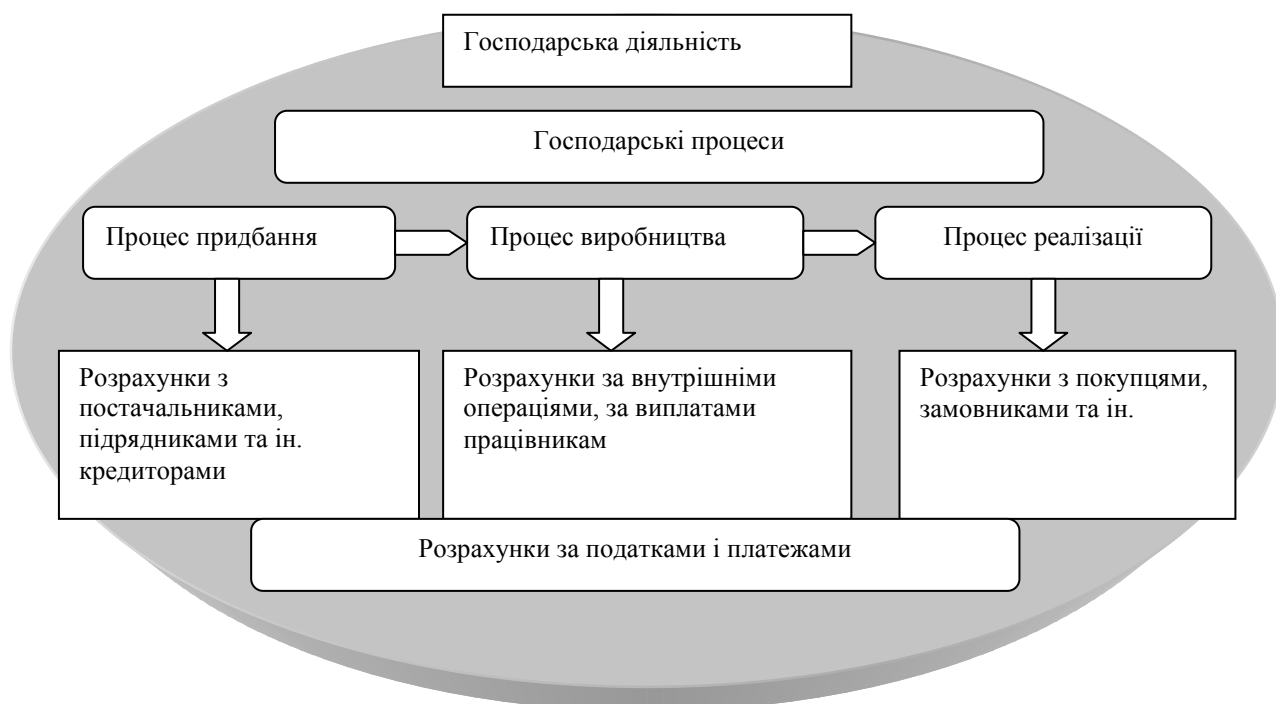 Господарська діяльність
Господарські процеси
Процес придбання
Процес виробництва
Процес реалізації
Розрахунки з
постачальниками,
підрядниками та ін.
кредиторами
Розрахунки за внутрішніми
операціями, за виплатами
працівникам
Розрахунки з покупцями,
замовниками та ін.
Розрахунки за податками і платежами